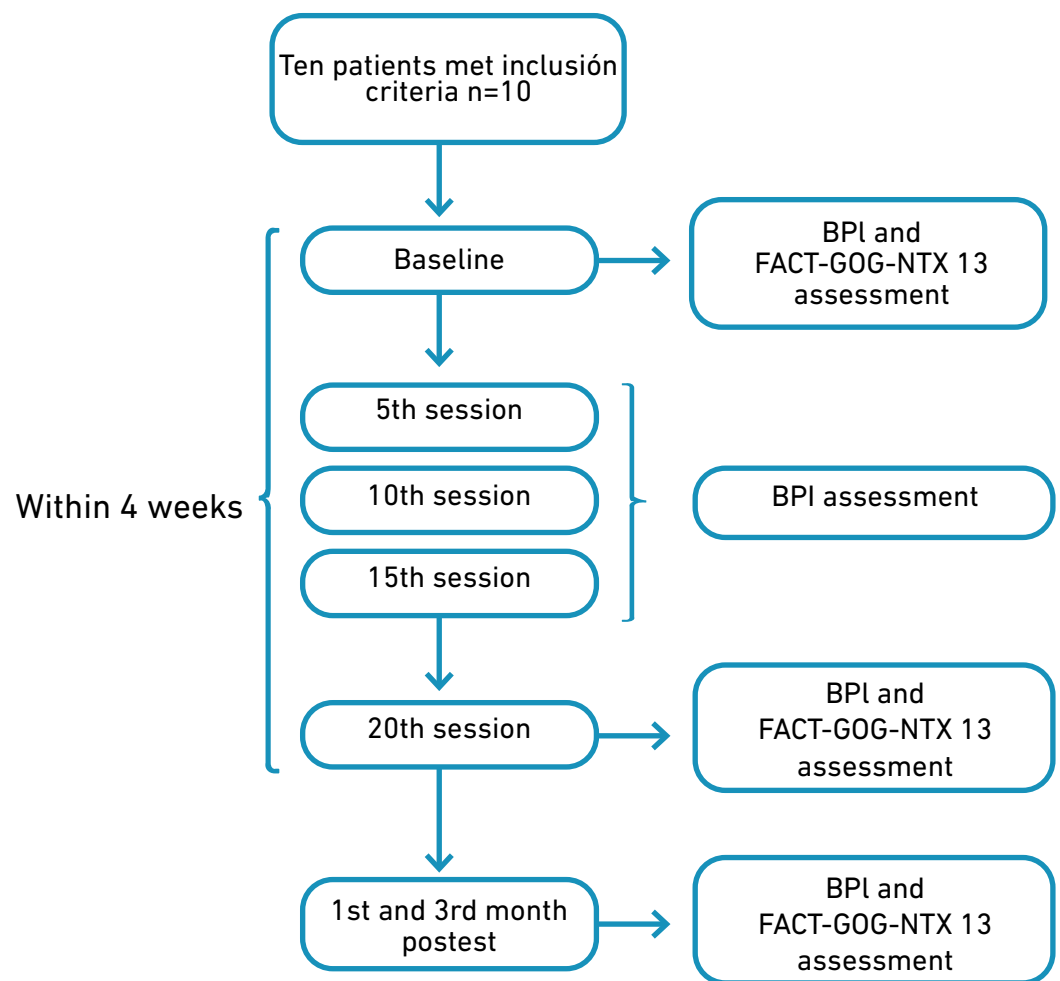 Ten patients met inclusión
criteria n=10
Baseline
BPl and
FACT-GOG-NTX 13
assessment
5th session
10th session
15th session
Within 4 weeks
BPI assessment
20th session
BPl and
FACT-GOG-NTX 13
assessment
1st and 3rd month
postest
BPl and
FACT-GOG-NTX 13
assessment